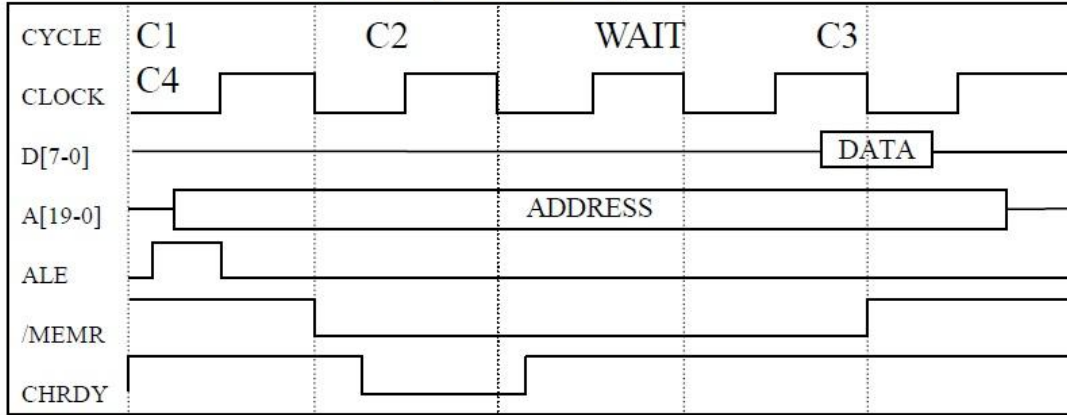 CYCLE C1 C2 WAIT C3
C4
CLOCK
D[7-0] DATA
A[19-0] ADDRESS
ALE
/MEMR
CHRDY